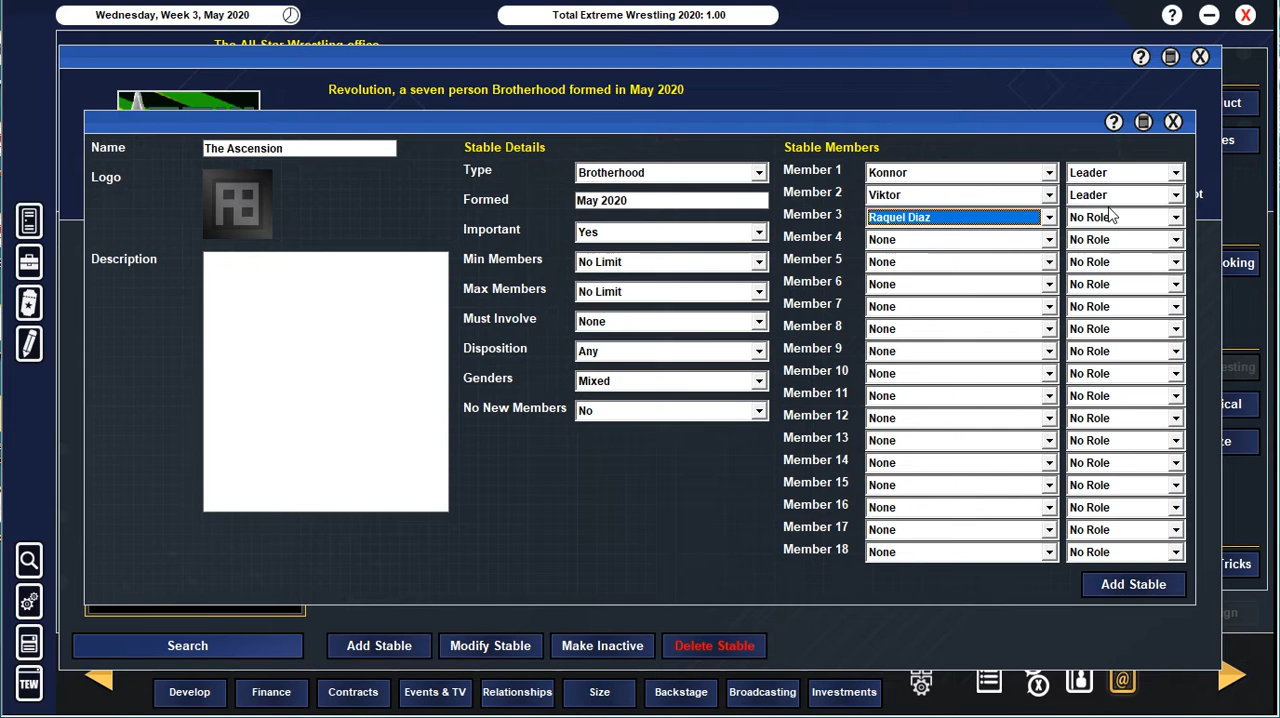 Wednesday, Week 3, May 2020
Total Extreme Wrestling 2020: 1.00
The All-Star Wrestling office
Revolution, a seven person Brotherhood formed in May 2020
Name The Ascension
Logo
Description
Stable Details
Type Brotherhood
Formed May 2020
Important Yes
Min Members No Limit
Max Members No Limit
Must Involve None
Disposition Any
Genders Mixed
No New Members No
Stable Members
Member 1 Konnor Leader
Member 2 Viktor Leader
Member 3 Raquel Diaz No Role
Member 4 None No Role
Member 5 None No Role
Member 6 None No Role
Member 7 None No Role
Member 8 None No Role
Member 9 None No Role
Member 10 None No Role
Member 11 None No Role
Member 12 None No Role
Member 13 None No Role
Member 14 None No Role
Member 15 None No Role
Member 16 None No Role
Member 17 None No Role
Member 18 None No Role
Add Stable
Search Add Stable Modify Stable Make Inactive Delete Stable
TEW
Develop Finance Contracts Events & TV Relationships Size Backstage Broadcasting Investments